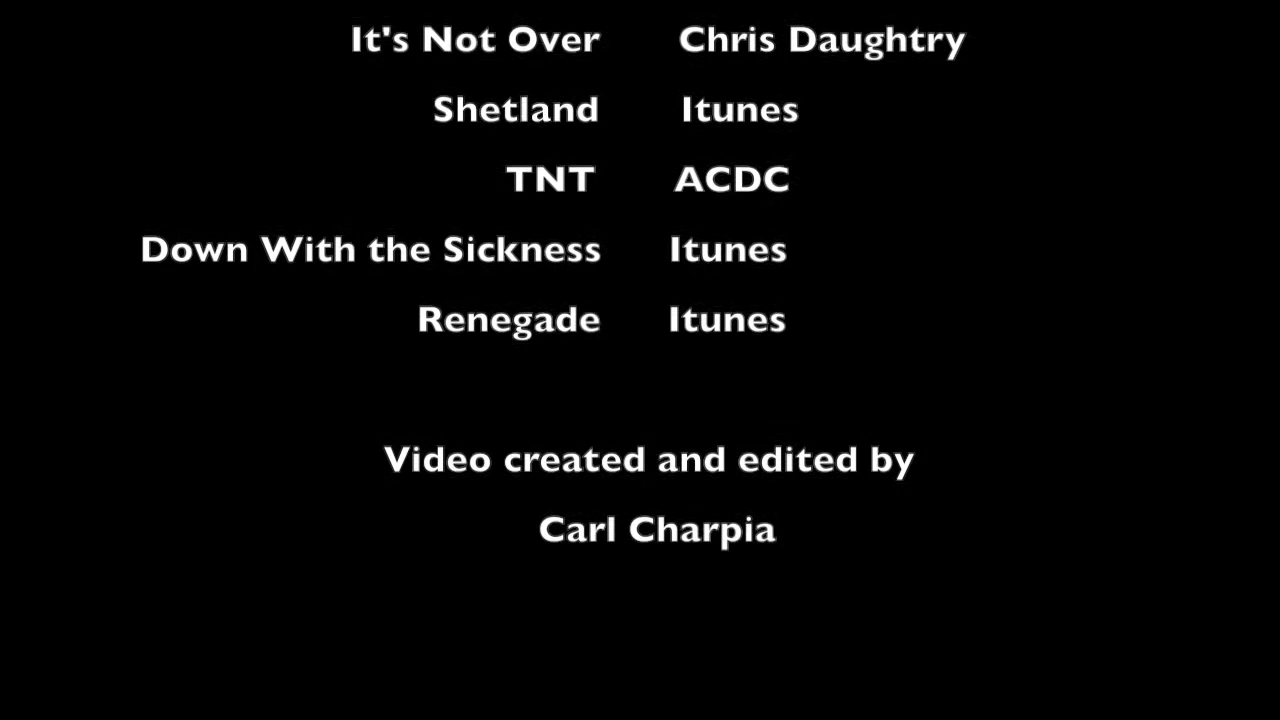 It's Not Over Chris Daughtry
Shetland Itunes
TNT ACDC
Down With the Sickness Itunes
Renegade Itunes
Video created and edited by
Carl Charpia